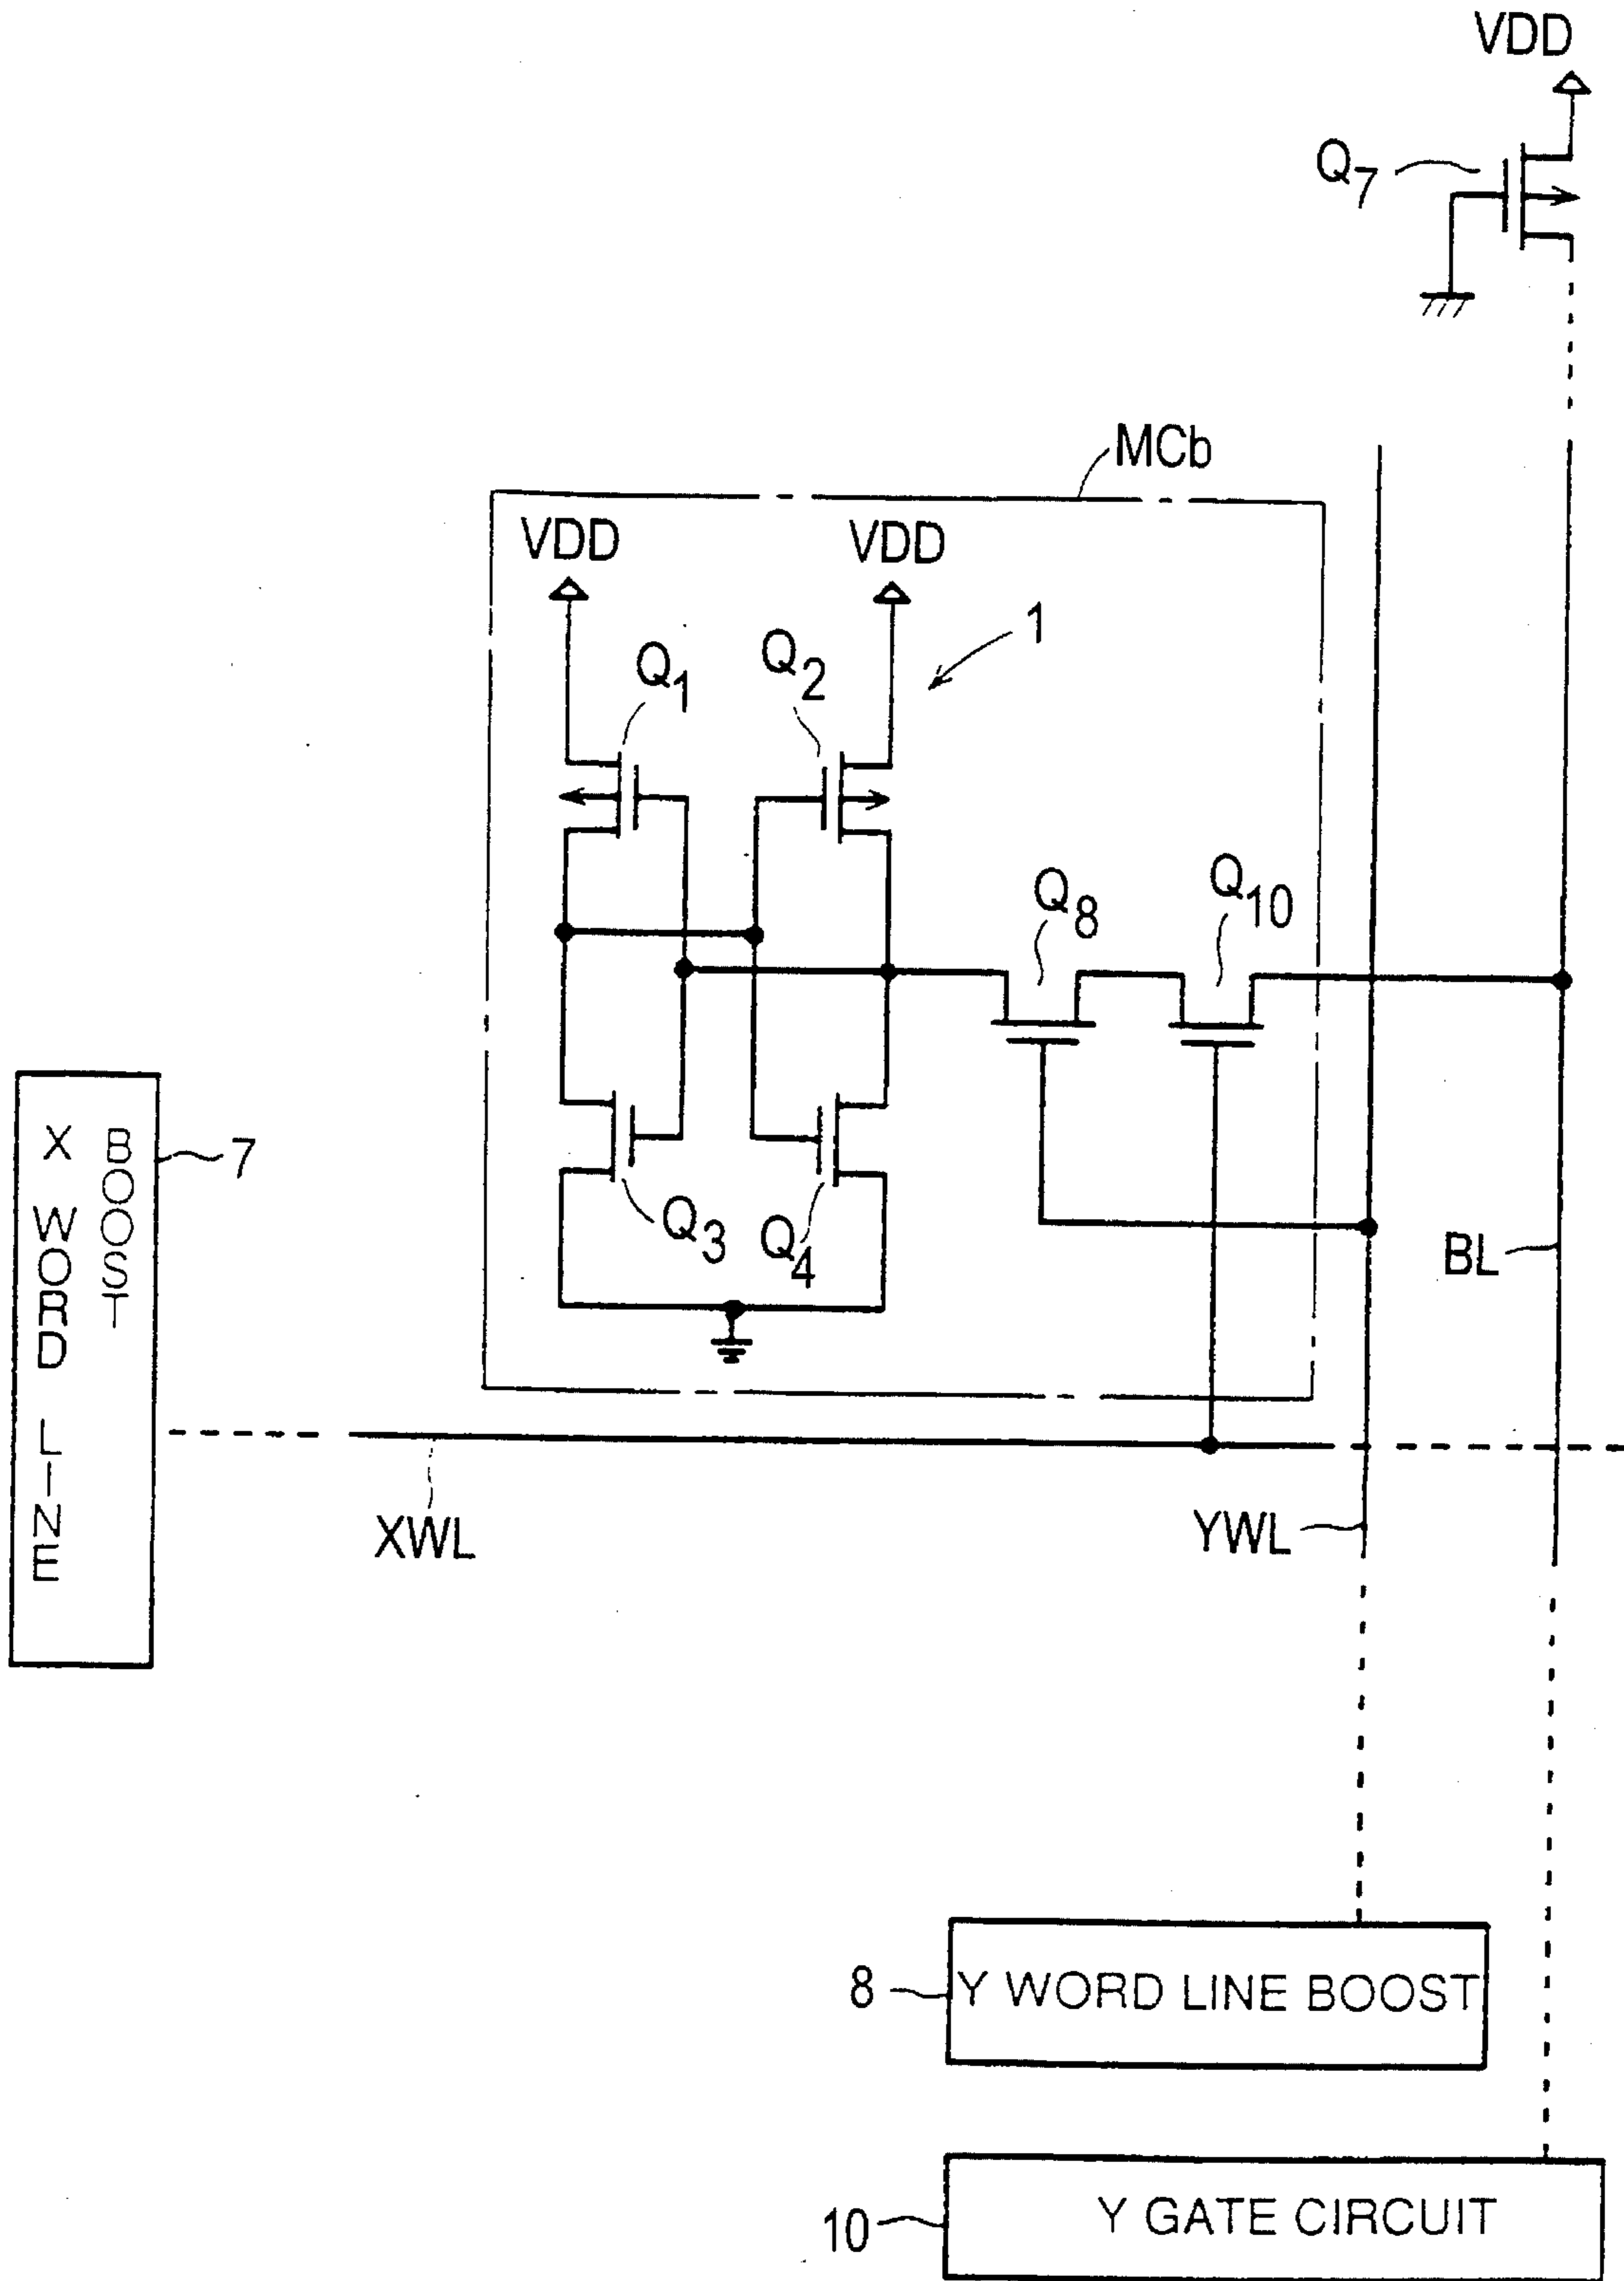 VDD
Q7
MCb
VDD
VDD
1
Q1
Q2
Q8
Q10
X WORD LINE
BOOST
7
Q3
Q4
BL
XWL
YWL
8
Y WORD LINE BOOST
10
Y GATE CIRCUIT